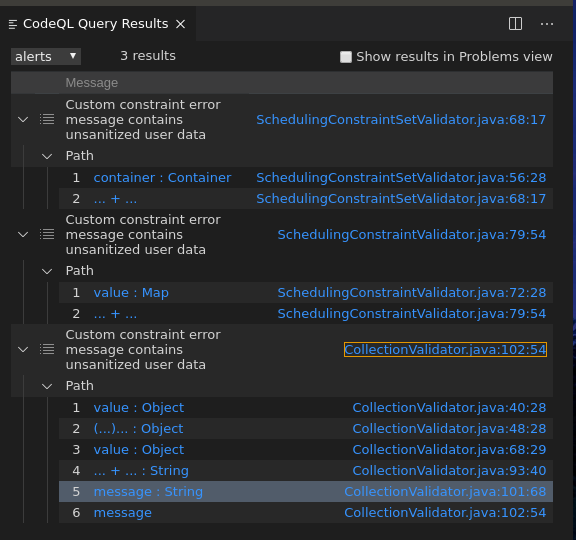 CodeQL Query Results
alerts 3 results Show results in Problems view
Message
Custom constraint error
message contains SchedulingConstraintSetValidator.java:68:17
unsanitized user data
Path
1 container : Container SchedulingConstraintSetValidator.java:56:28
2 ... + ... SchedulingConstraintSetValidator.java:68:17
Custom constraint error
message contains SchedulingConstraintValidator.java:79:54
unsanitized user data
Path
1 value : Map SchedulingConstraintValidator.java:72:28
2 ... + ... SchedulingConstraintValidator.java:79:54
Custom constraint error
message contains CollectionValidator.java:102:54
unsanitized user data
Path
1 value : Object CollectionValidator.java:40:28
2 (...)... : Object CollectionValidator.java:48:28
3 value : Object CollectionValidator.java:68:29
4 ... + ... : String CollectionValidator.java:93:40
5 message : String CollectionValidator.java:101:68
6 message CollectionValidator.java:102:54